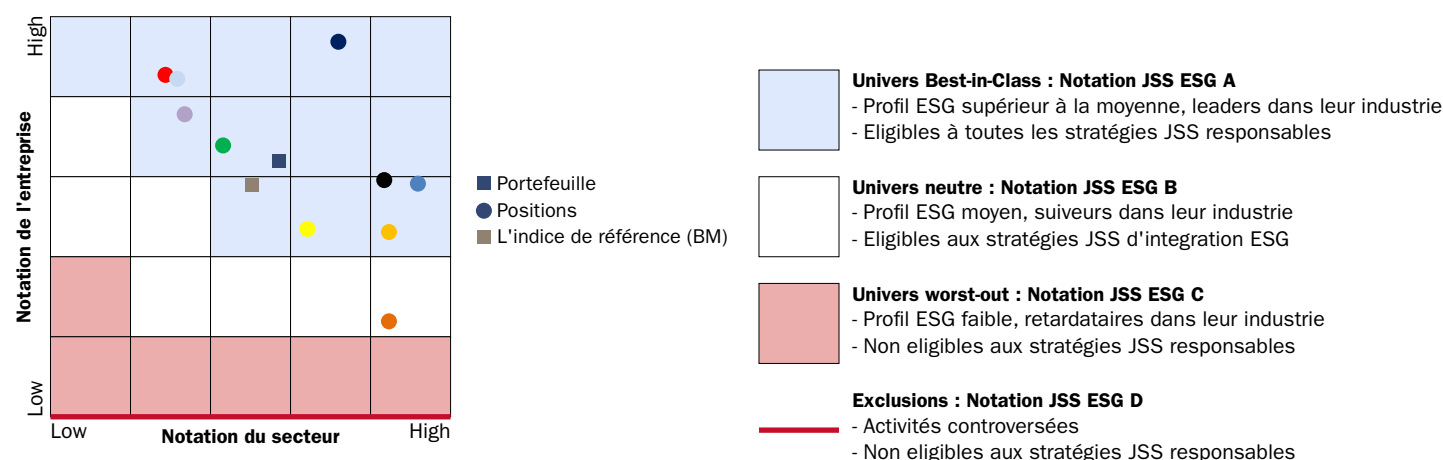 High
Notation de l'entreprise
Low
Low
Notation du secteur
High
Portefeuille
Positions
L'indice de référence (BM)
Univers Best-in-Class : Notation JSS ESG A
- Profil ESG supérieur à la moyenne, leaders dans leur industrie
- Eligibles à toutes les stratégies JSS responsables
Univers neutre : Notation JSS ESG B
- Profil ESG moyen, suiveurs dans leur industrie
- Eligibles aux stratégies JSS d'integration ESG
Univers worst-out : Notation JSS ESG C
- Profil ESG faible, retardataires dans leur industrie
- Non eligibles aux stratégies JSS responsables
Exclusions : Notation JSS ESG D
- Activités controversées
- Non eligibles aux stratégies JSS responsables